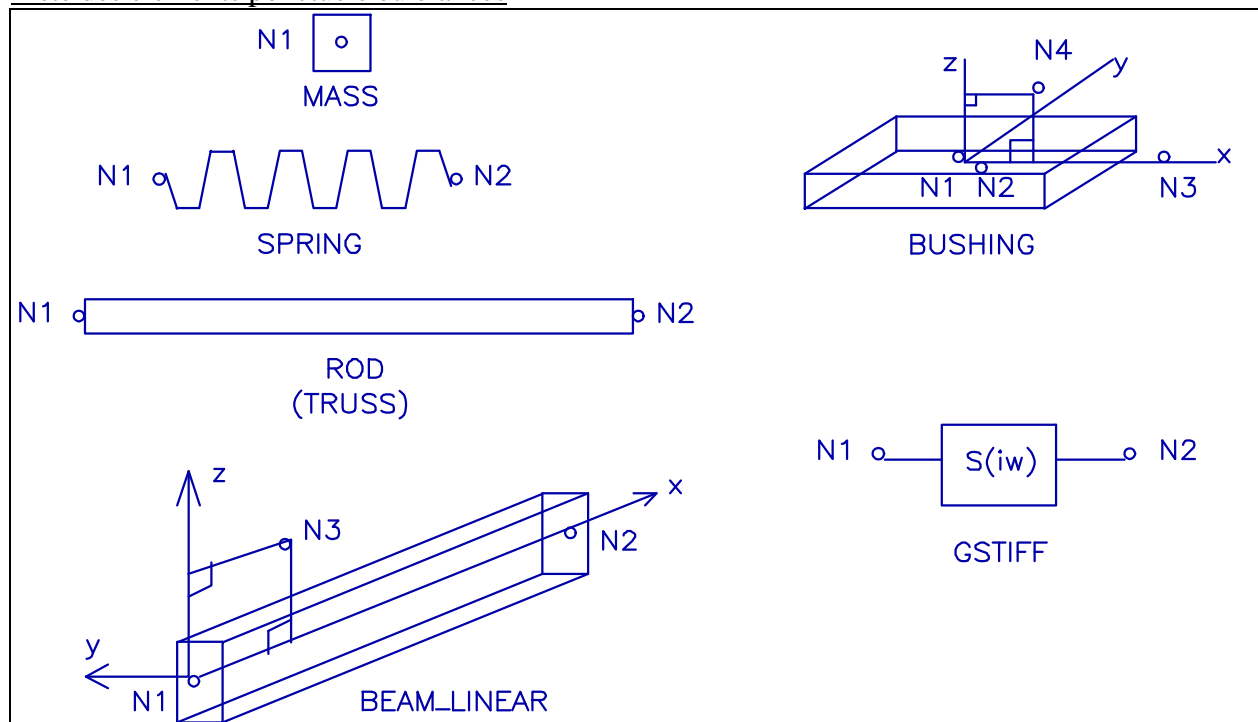 N1
MASS
N1 N2
SPRING
N1 N2
ROD
(TRUSS)
z
N3
x
N2
y
N1
BEAM_LINEAR
N4
z
y
x
N1 N2 N3
BUSHING
N1 S(iw) N2
GSTIFF